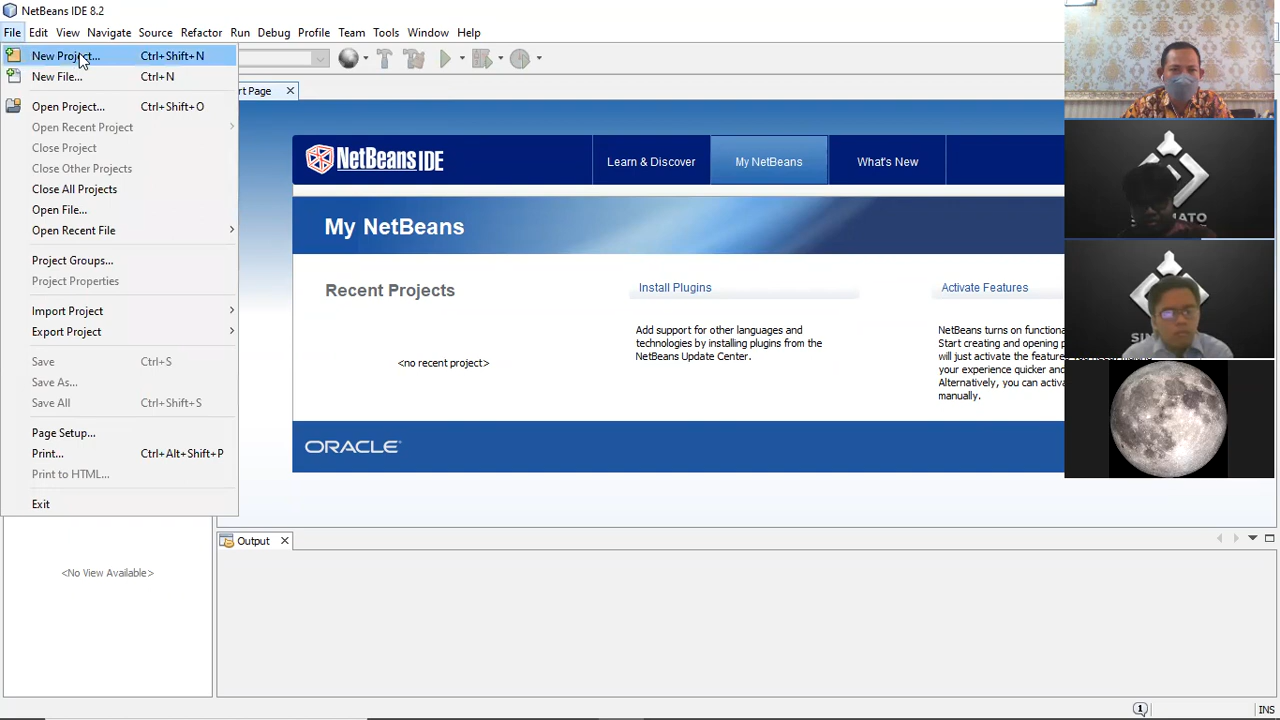 NetBeans IDE 8.2
File Edit View Navigate Source Refactor Run Debug Profile Team Tools Window Help
New Project... Ctrl+Shift+N
New File... Ctrl+N
Open Project... Ctrl+Shift+O
Open Recent Project
Close Project
Close Other Projects
Close All Projects
Open File...
Open Recent File
Project Groups...
Project Properties
Import Project
Export Project
Save Ctrl+S
Save As...
Save All Ctrl+Shift+S
Page Setup...
Print... Ctrl+Alt+Shift+P
Print to HTML...
Exit
<No View Available>
rt Page
NetBeans IDE
Learn & Discover
My NetBeans
What's New
My NetBeans
Recent Projects
<no recent project>
Install Plugins
Add support for other languages and
technologies by installing plugins from the
NetBeans Update Center.
Activate Features
NetBeans turns on function
Start creating and opening p
will just activate the features
your experience quicker and
Alternatively, you can activ
manually.
ORACLE
Output
1
INS